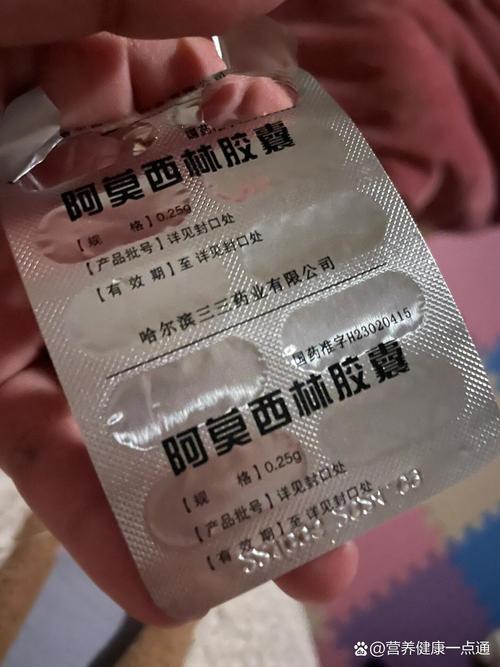 国药
阿莫西林胶囊
【规 格】0.25g
【产品批号】详见封口处
【有效期】至 详见封口处
哈尔滨三三药业有限公司
国药准字H23020415
阿莫西林胶囊
【规 格】0.25g
【产品批号】详见封口处
【有效期】至 详见封口处
@营养健康一点通